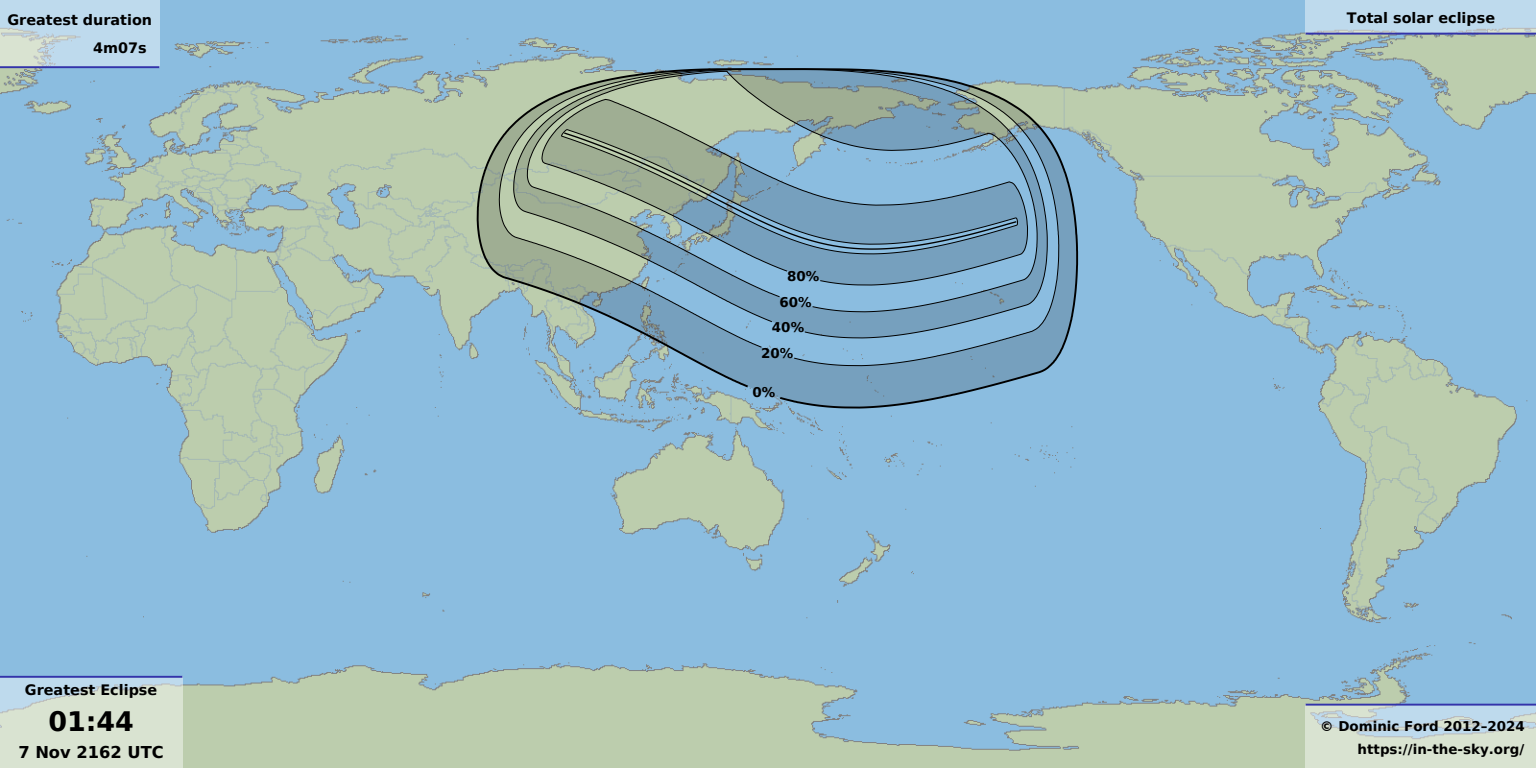 Greatest duration
4m07s
Total solar eclipse
80%
60%
40%
20%
0%
Greatest Eclipse
01:44
7 Nov 2162 UTC
© Dominic Ford 2012–2024
https://in-the-sky.org/